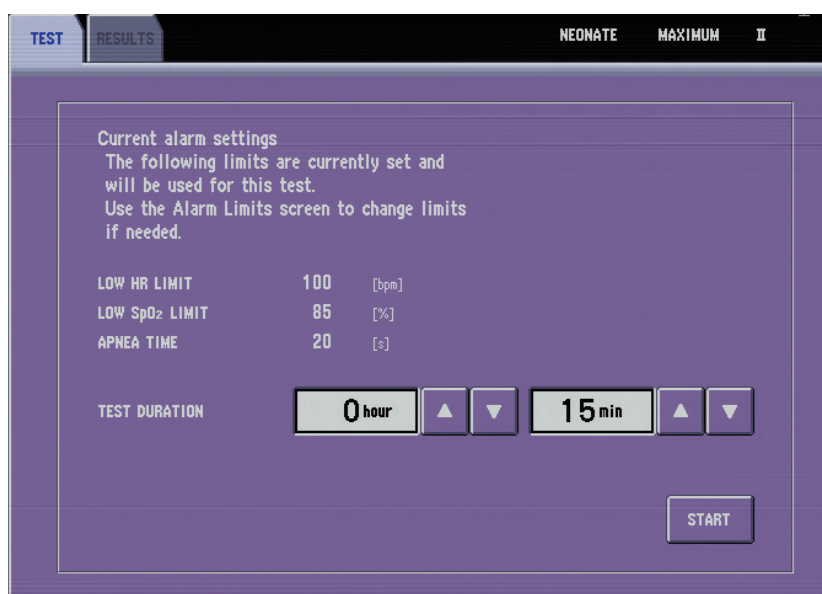 TEST RESULTS NEONATE MAXIMUM II
Current alarm settings
The following limits are currently set and
will be used for this test.
Use the Alarm Limits screen to change limits
if needed.
LOW HR LIMIT 100 [bpm]
LOW SpO₂ LIMIT 85 [%]
APNEA TIME 20 [s]
TEST DURATION 0 hour ▲ ▼ 15 min ▲ ▼
START